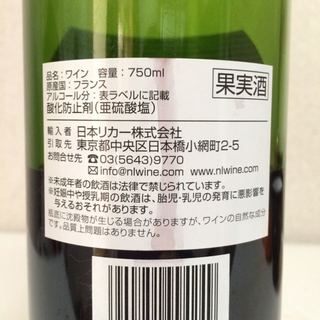 品名：ワイン　容量：750ml
原産国：フランス
アルコール分：表ラベルに記載
酸化防止剤(亜硫酸塩)
果実酒
輸入者 日本リカー株式会社
引取先 東京都中央区日本橋小網町2-5
お問合せ先 ☎03(5643)9770
✉info@nlwine.com www.nlwine.com
※未成年者の飲酒は法律で禁じられています。
※妊娠中や授乳期の飲酒は、胎児・乳児の発育に悪影響を
与えるおそれがあります。
瓶底に沈殿物が生じる場合がありますが、ワインの自然な成分
です。品質上問題はありません。